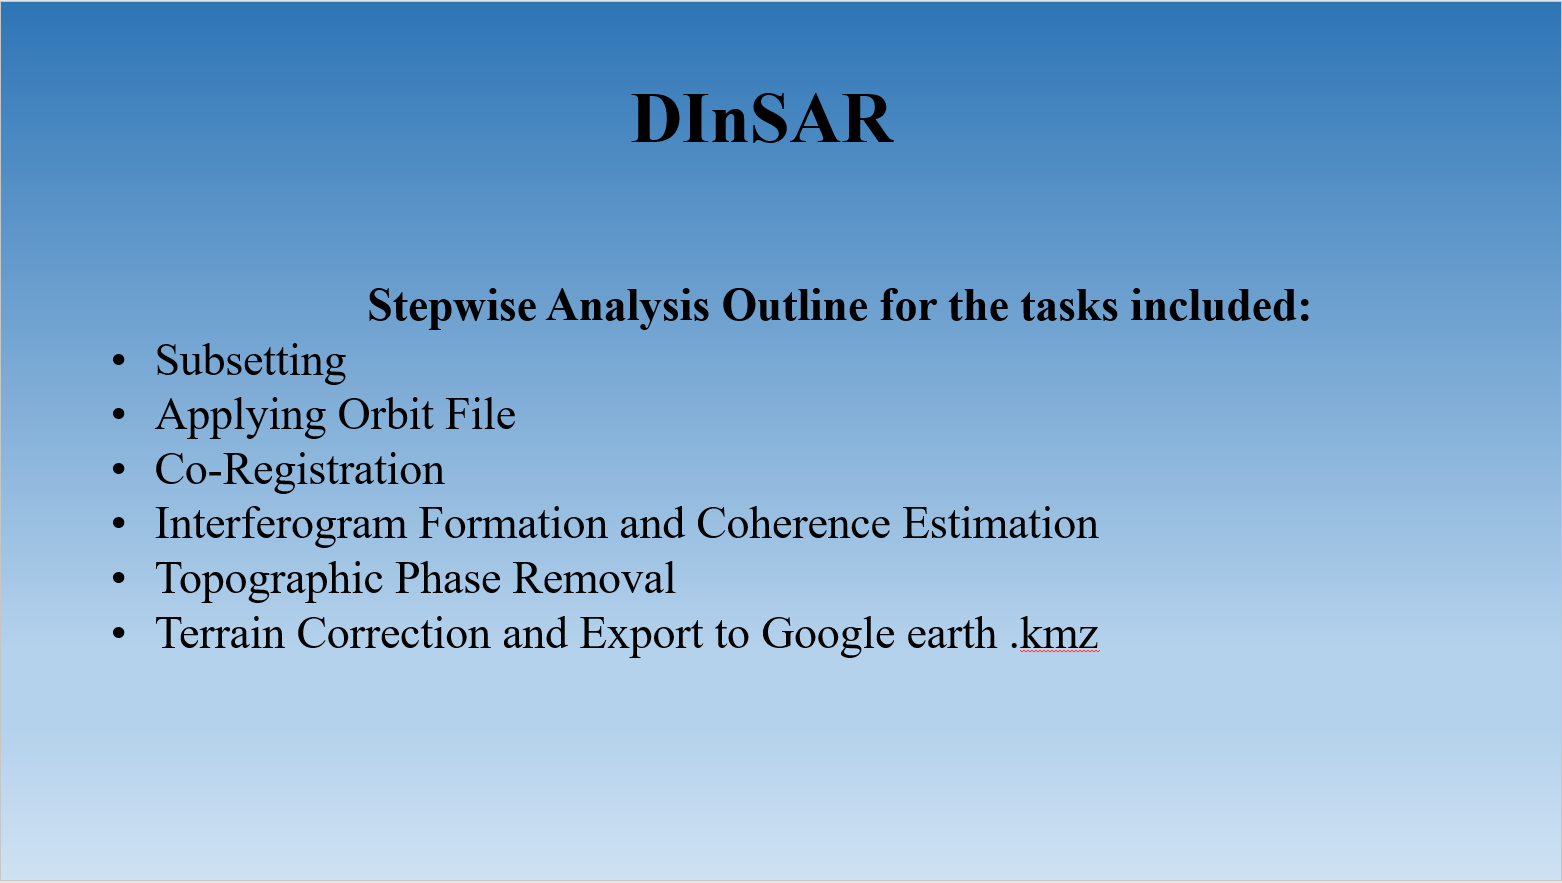 DInSAR
Stepwise Analysis Outline for the tasks included:
• Subsetting
• Applying Orbit File
• Co-Registration
• Interferogram Formation and Coherence Estimation
• Topographic Phase Removal
• Terrain Correction and Export to Google earth .kmz